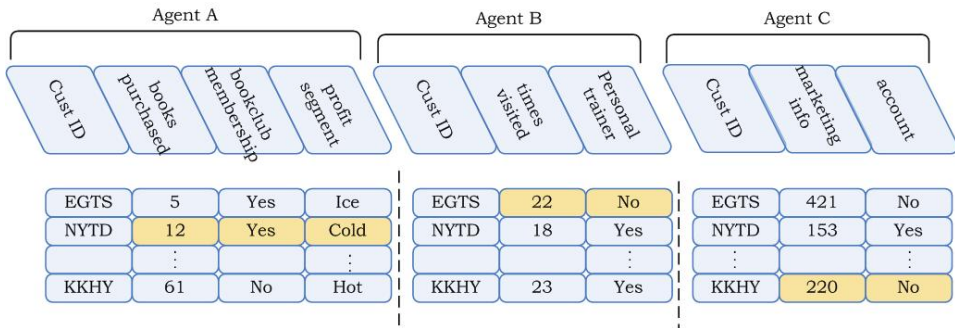 Agent A
Agent B
Agent C
Cust ID
books
purchased
bookclub
membership
profit
segment
Cust ID
times
visited
Personal
trainer
Cust ID
marketing
info
account
EGTS 5 Yes Ice
NYTD 12 Yes Cold
⋮ ⋮
KKHY 61 No Hot
EGTS 22 No
NYTD 18 Yes
⋮ ⋮
KKHY 23 Yes
EGTS 421 No
NYTD 153 Yes
⋮ ⋮
KKHY 220 No